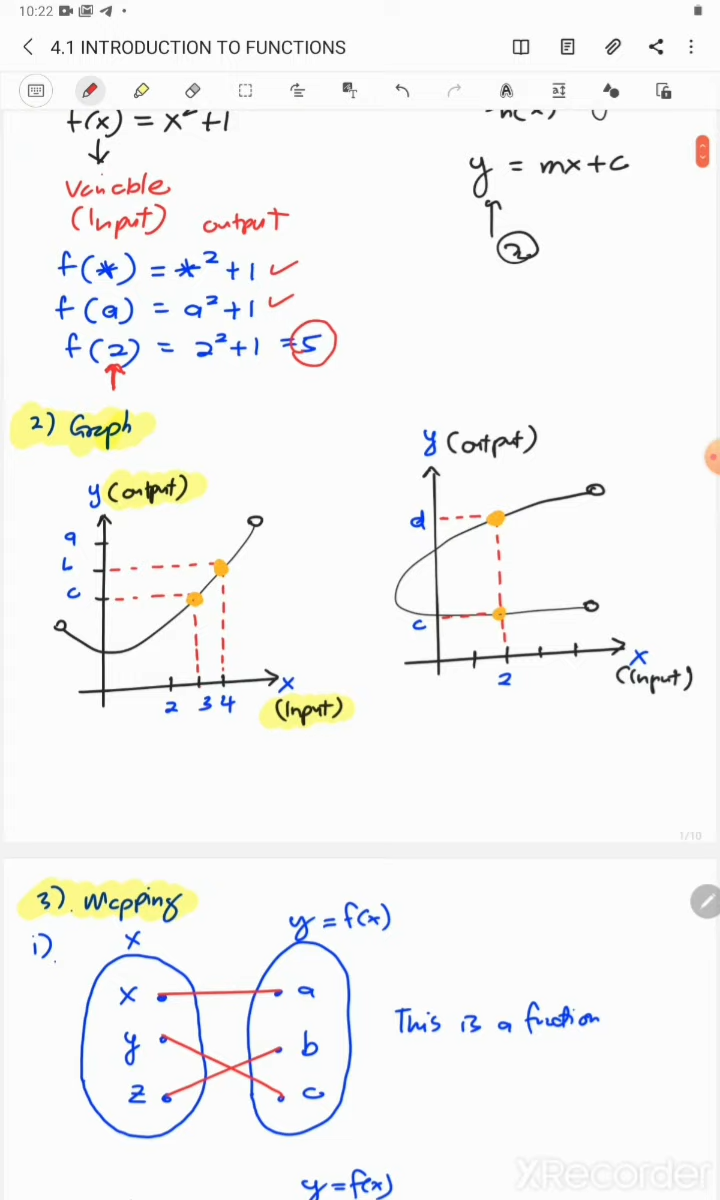 10:22
4.1 INTRODUCTION TO FUNCTIONS
f(x) = x²+1
y = mx+c
↓
variable
(Input) output
2
f(*) = *²+1 ✓
f(a) = a²+1 ✓
f(2) = 2²+1 = 5
2) Graph
y (output)
y (output)
a
b
c
2 3 4
x
(Input)
d
c
2
x
(input)
1/10
3). Mapping
i).
x
y = f(x)
x
a
y
b
z
c
This is a function
y = f(x)
XRecorder